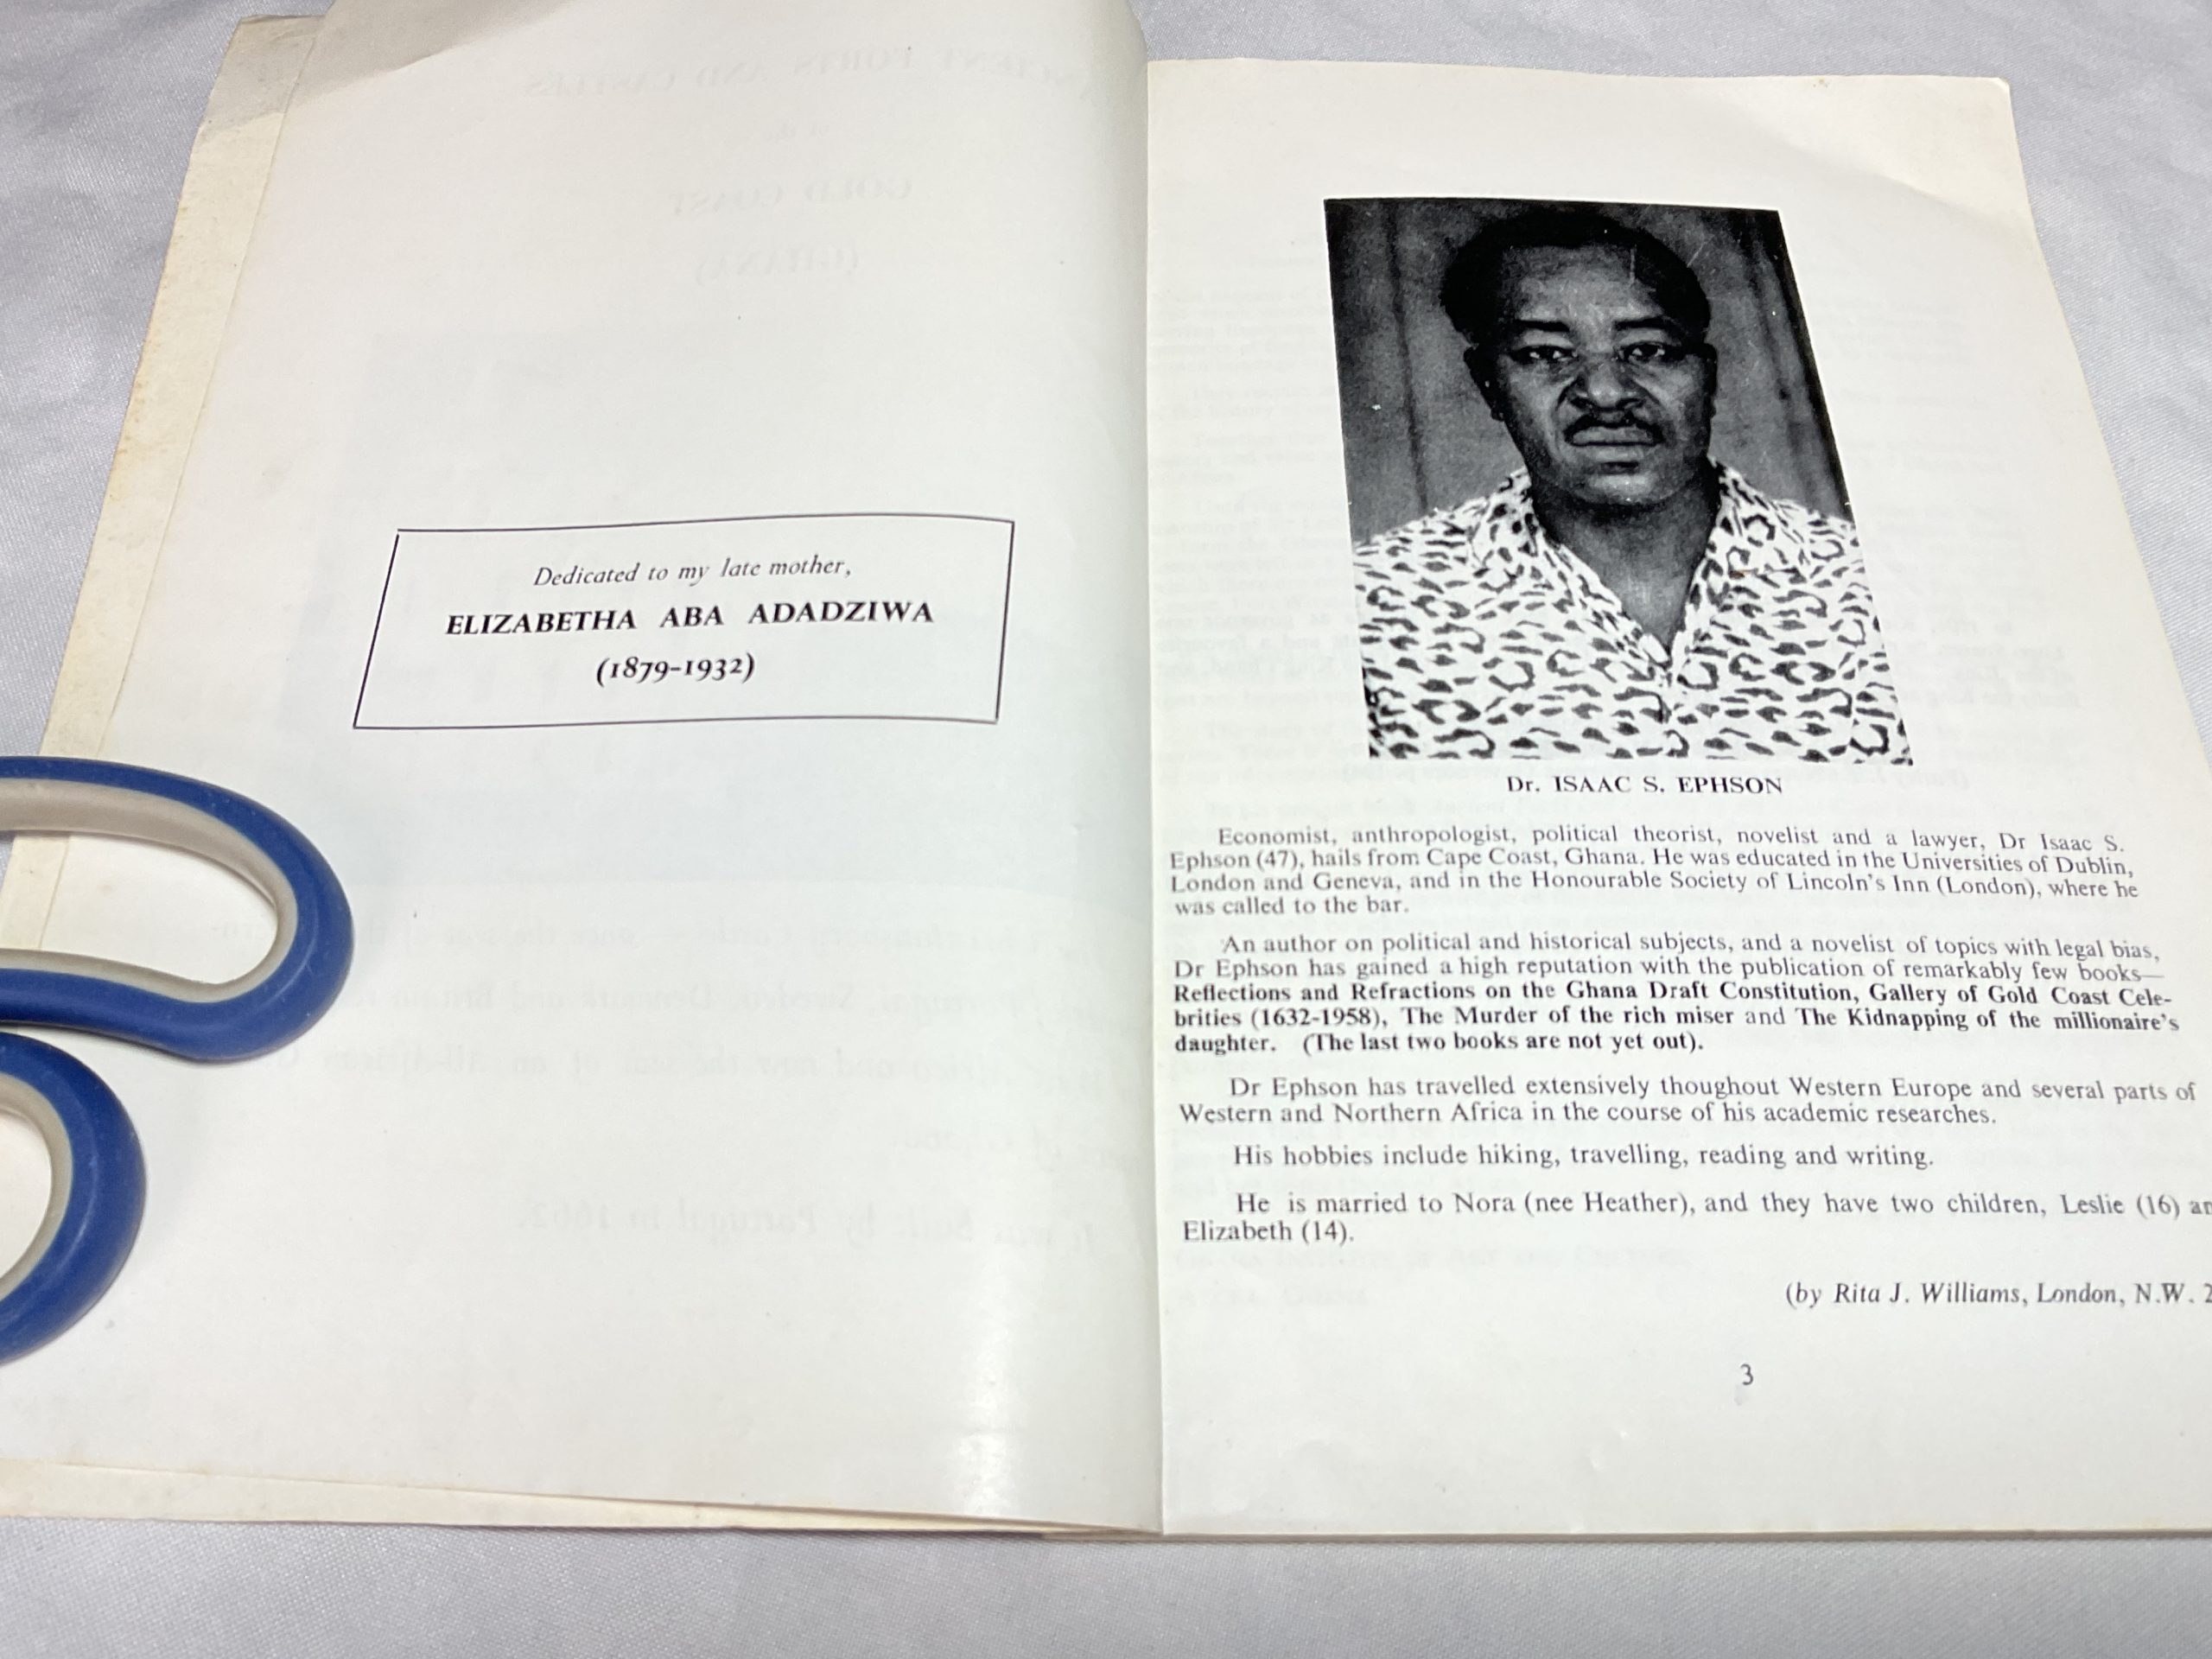 Dedicated to my late mother,
ELIZABETHA ABA ADADZIWA
(1879-1932)
Dr. ISAAC S. EPHSON
Economist, anthropologist, political theorist, novelist and a lawyer, Dr Isaac S.
Ephson (47), hails from Cape Coast, Ghana. He was educated in the Universities of Dublin,
London and Geneva, and in the Honourable Society of Lincoln's Inn (London), where he
was called to the bar.
An author on political and historical subjects, and a novelist of topics with legal bias,
Dr Ephson has gained a high reputation with the publication of remarkably few books—
Reflections and Refractions on the Ghana Draft Constitution, Gallery of Gold Coast Cele-
brities (1632-1958), The Murder of the rich miser and The Kidnapping of the millionaire's
daughter. (The last two books are not yet out).
Dr Ephson has travelled extensively thoughout Western Europe and several parts of
Western and Northern Africa in the course of his academic researches.
His hobbies include hiking, travelling, reading and writing.
He is married to Nora (nee Heather), and they have two children, Leslie (16)
Elizabeth (14).
(by Rita J. Williams, London, N.W. 2
3